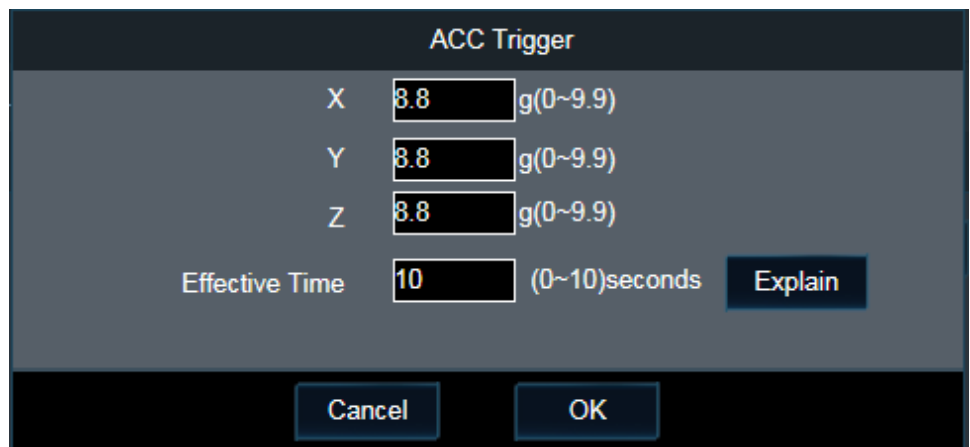 ACC Trigger
X 8.8 g(0~9.9)
Y 8.8 g(0~9.9)
Z 8.8 g(0~9.9)
Effective Time 10 (0~10)seconds Explain
Cancel OK